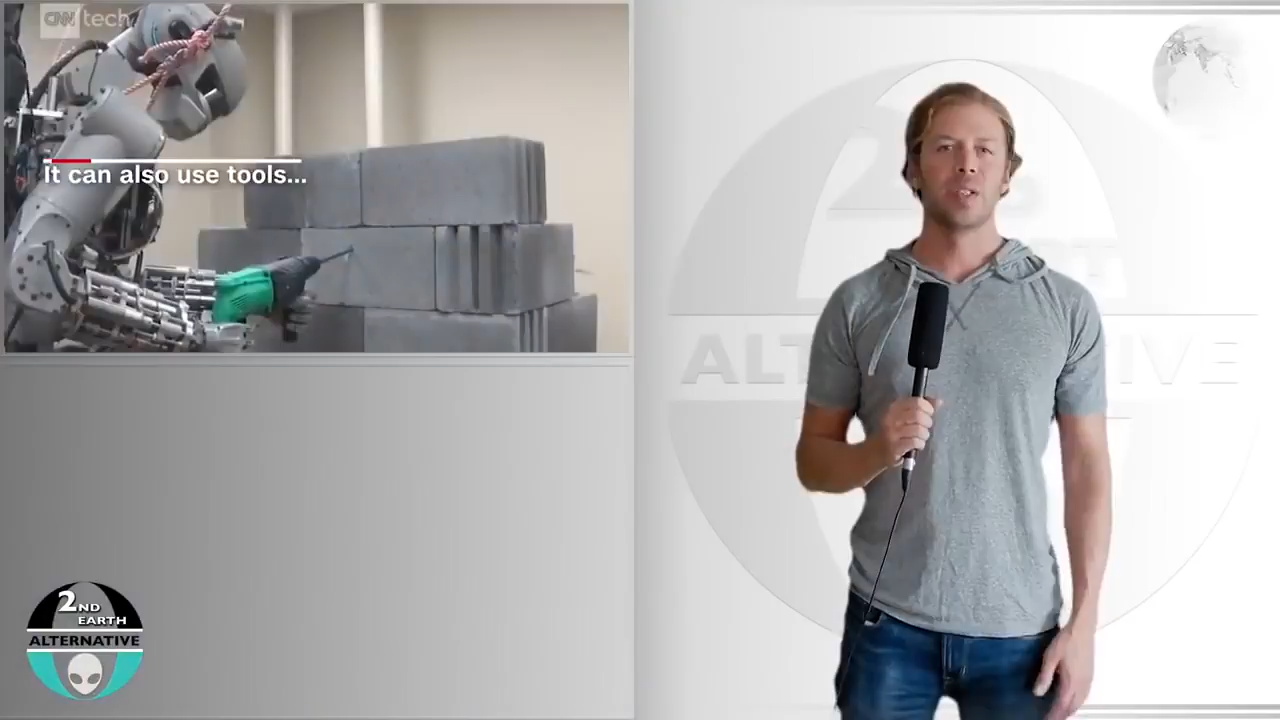 CNN tech
It can also use tools...
2ND
EARTH
ALTERNATIVE